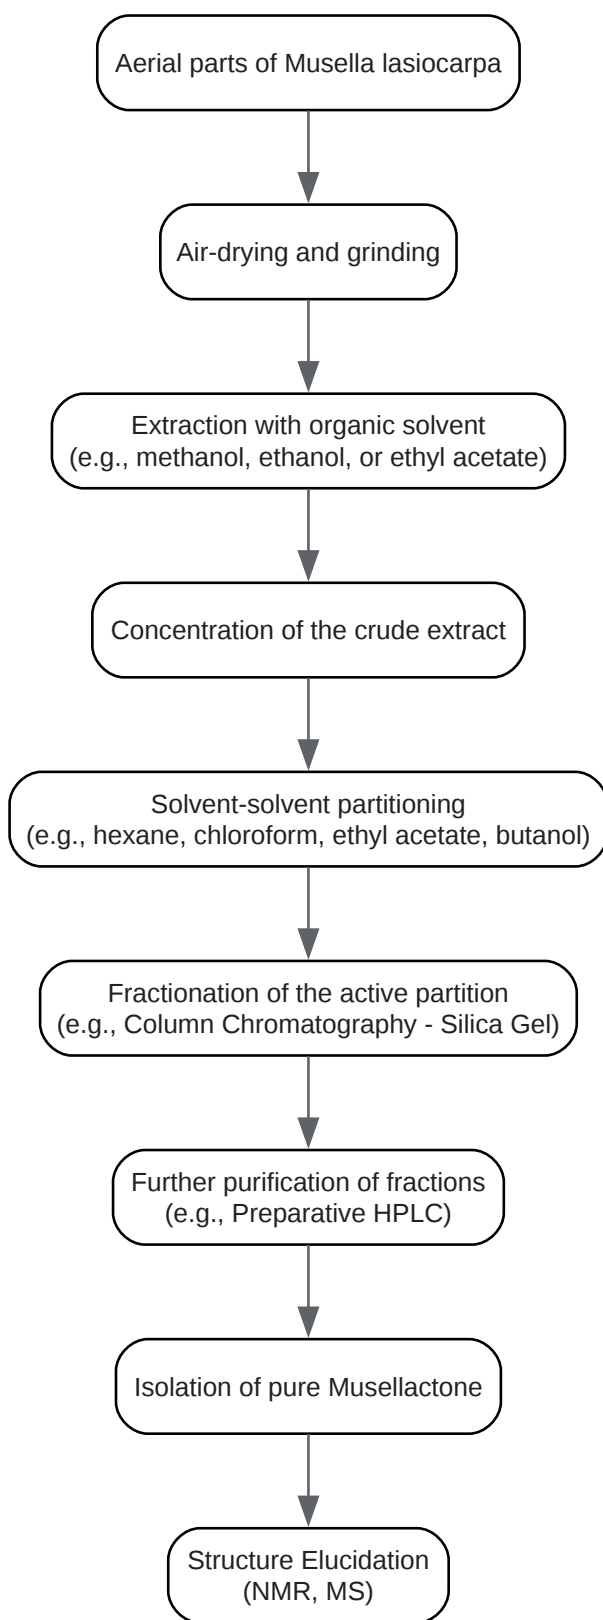 Aerial parts of Musella lasiocarpa
Air-drying and grinding
Extraction with organic solvent
(e.g., methanol, ethanol, or ethyl acetate)
Concentration of the crude extract
Solvent-solvent partitioning
(e.g., hexane, chloroform, ethyl acetate, butanol)
Fractionation of the active partition
(e.g., Column Chromatography - Silica Gel)
Further purification of fractions
(e.g., Preparative HPLC)
Isolation of pure Musellactone
Structure Elucidation
(NMR, MS)